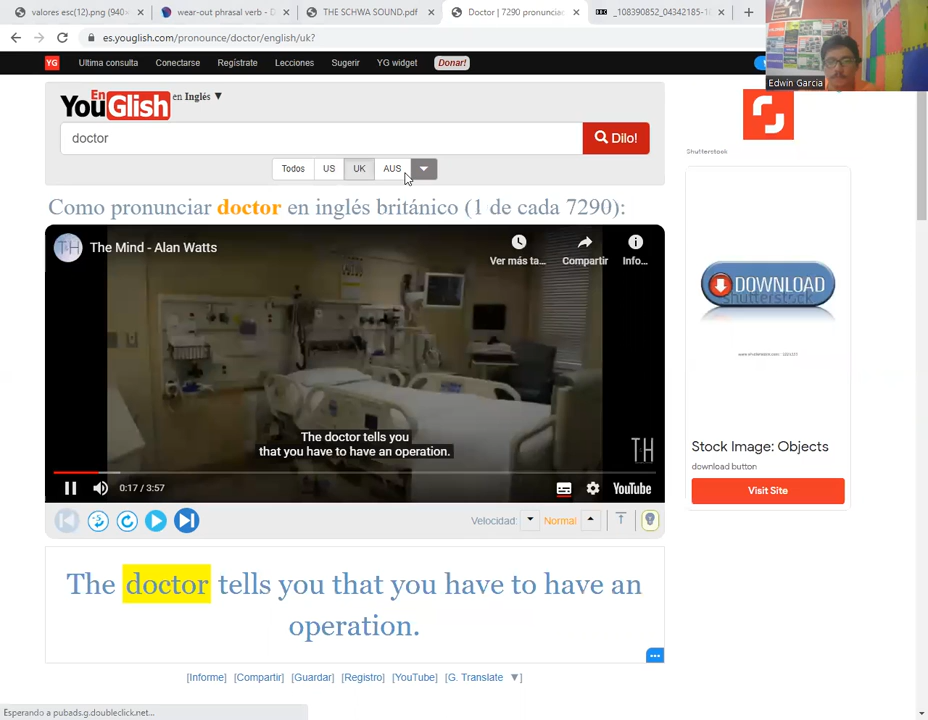 valores esc(12).png (940×
wear-out phrasal verb - D
THE SCHWA SOUND.pdf
Doctor | 7290 pronuncia
_108390852_04342185-1
es.youglish.com/pronounce/doctor/english/uk?
Edwin Garcia
YG
Ultima consulta
Conectarse
Regístrate
Lecciones
Sugerir
YG widget
Donar!
En
YouGlish
en Inglés ▼
doctor
Dilo!
Todos
US
UK
AUS
Shutterstock
Como pronunciar doctor en inglés británico (1 de cada 7290):
TH
The Mind - Alan Watts
Ver más ta...
Compartir
Info...
The doctor tells you
that you have to have an operation.
TH
0:17 / 3:57
YouTube
DOWNLOAD
shutterstock
Stock Image: Objects
download button
Visit Site
Velocidad:
Normal
The doctor tells you that you have to have an
operation.
[Informe] [Compartir] [Guardar] [Registro] [YouTube] [G. Translate ▼]
Esperando a pubads.g.doubleclick.net...